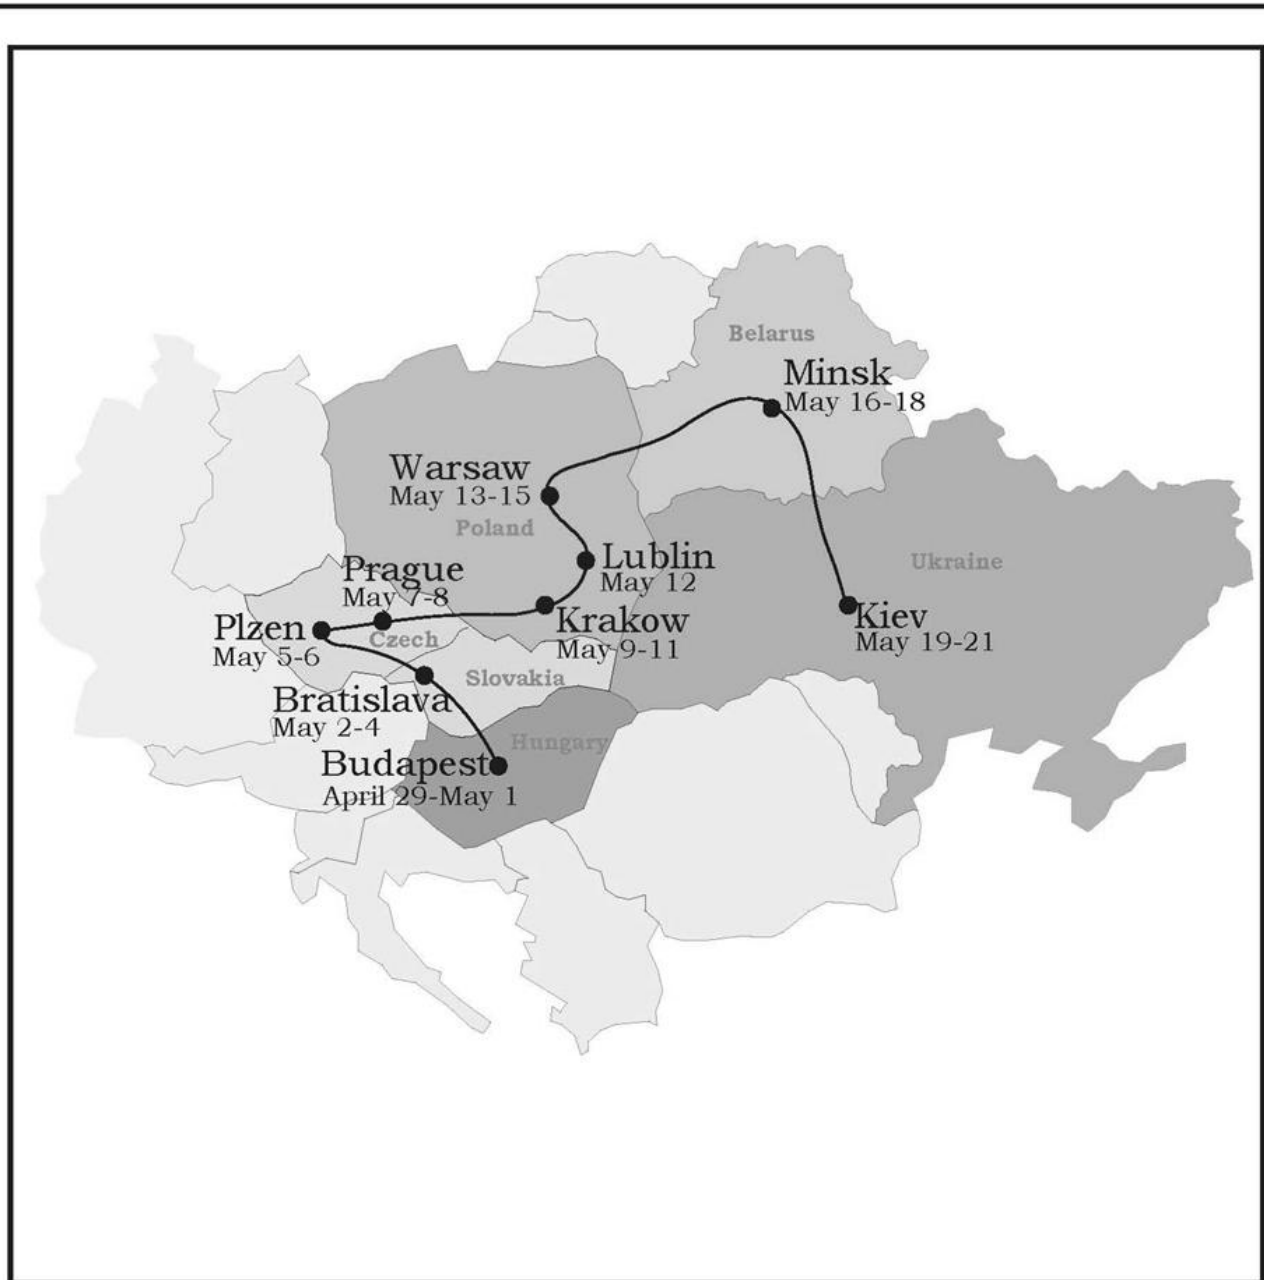 Belarus
Minsk
May 16-18
Warsaw
May 13-15
Poland
Lublin
May 12
Ukraine
Prague
May 7-8
Krakow
May 9-11
Kiev
May 19-21
Plzen
May 5-6
Czech
Slovakia
Bratislava
May 2-4
Hungary
Budapest
April 29-May 1